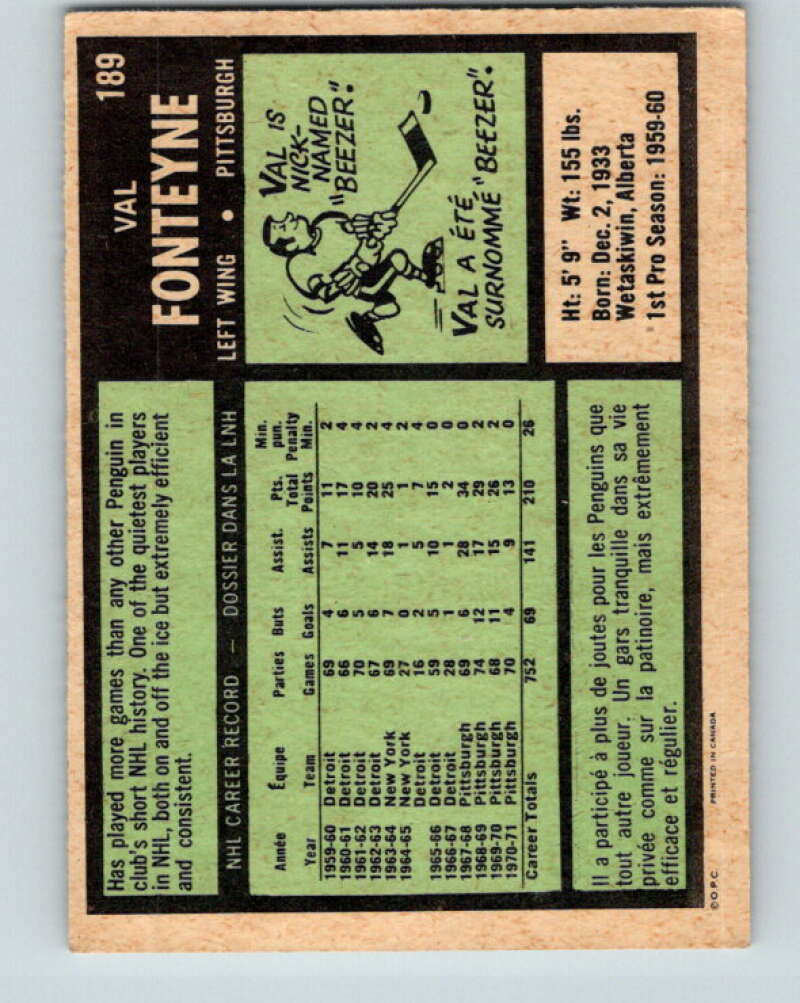 189
VAL
FONTEYNE
LEFT WING • PITTSBURGH
Has played more games than any other Penguin in
club's short NHL history. One of the quietest players
in NHL, both on and off the ice but extremely efficient
and consistent.
VAL IS
NICK-
NAMED
"BEEZER".
VAL A ÉTÉ
SURNOMMÉ "BEEZER".
NHL CAREER RECORD — DOSSIER DANS LA LNH
Min.
pun.
Année Équipe Parties Buts Assist. Pts. Total Penalty
Year Team Games Goals Assists Points Min.
1959-60 Detroit 69 4 7 11 2
1960-61 Detroit 66 6 11 17 4
1961-62 Detroit 70 5 5 10 4
1962-63 Detroit 67 6 14 20 2
1963-64 New York 69 7 18 25 4
1964-65 New York 27 0 1 1 2
Detroit 16 2 5 7 4
1965-66 Detroit 59 5 10 15 0
1966-67 Detroit 28 1 1 2 0
1967-68 Pittsburgh 69 6 28 34 0
1968-69 Pittsburgh 74 12 17 29 2
1969-70 Pittsburgh 68 11 15 26 2
1970-71 Pittsburgh 70 4 9 13 0
Career Totals 752 69 141 210 26
Ht: 5' 9" Wt: 155 lbs.
Born: Dec. 2, 1933
Wetaskiwin, Alberta
1st Pro Season: 1959-60
Il a participé à plus de joutes pour les Penguins que
tout autre joueur. Un gars tranquille dans sa vie
privée comme sur la patinoire, mais extrêmement
efficace et régulier.
© O.P.C. PRINTED IN CANADA